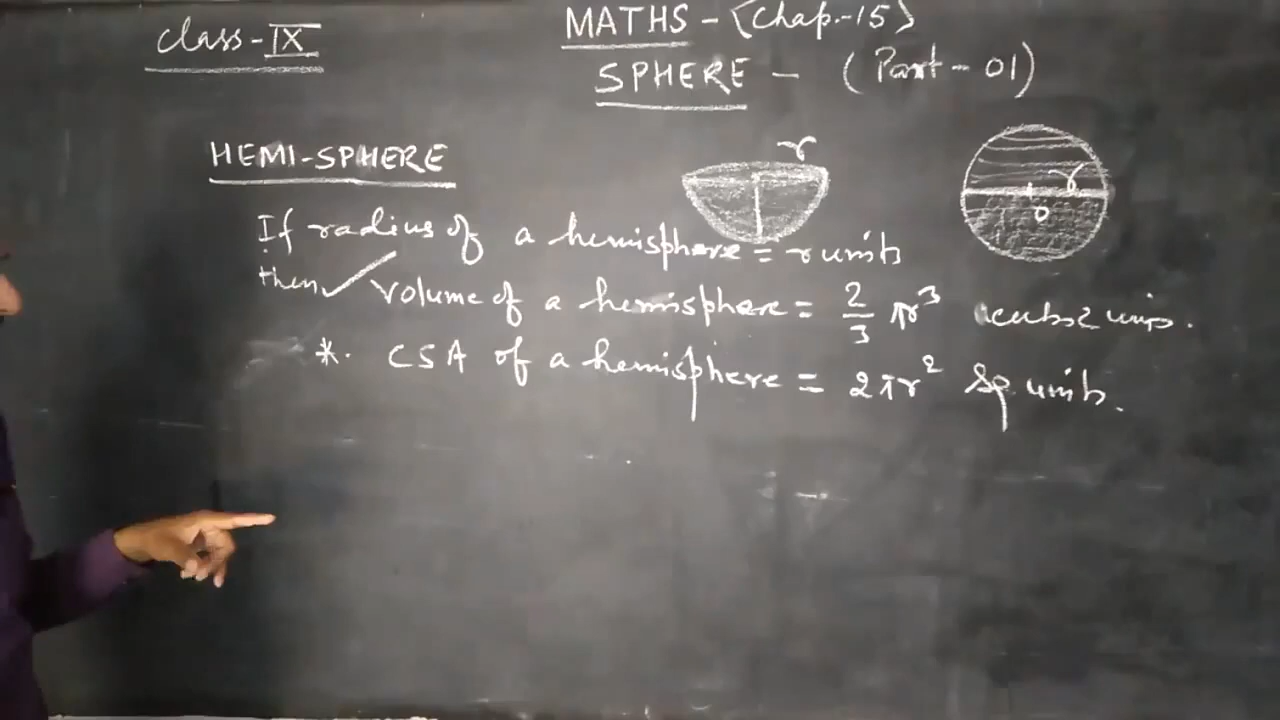 Class-IX
MATHS - (Chap.-15)
SPHERE - (Part-01)
HEMI-SPHERE
r
r
o
If radius of a hemisphere = r units
then ✓ Volume of a hemisphere = 2/3 πr³ units.
*. CSA of a hemisphere = 2πr² Sq units.